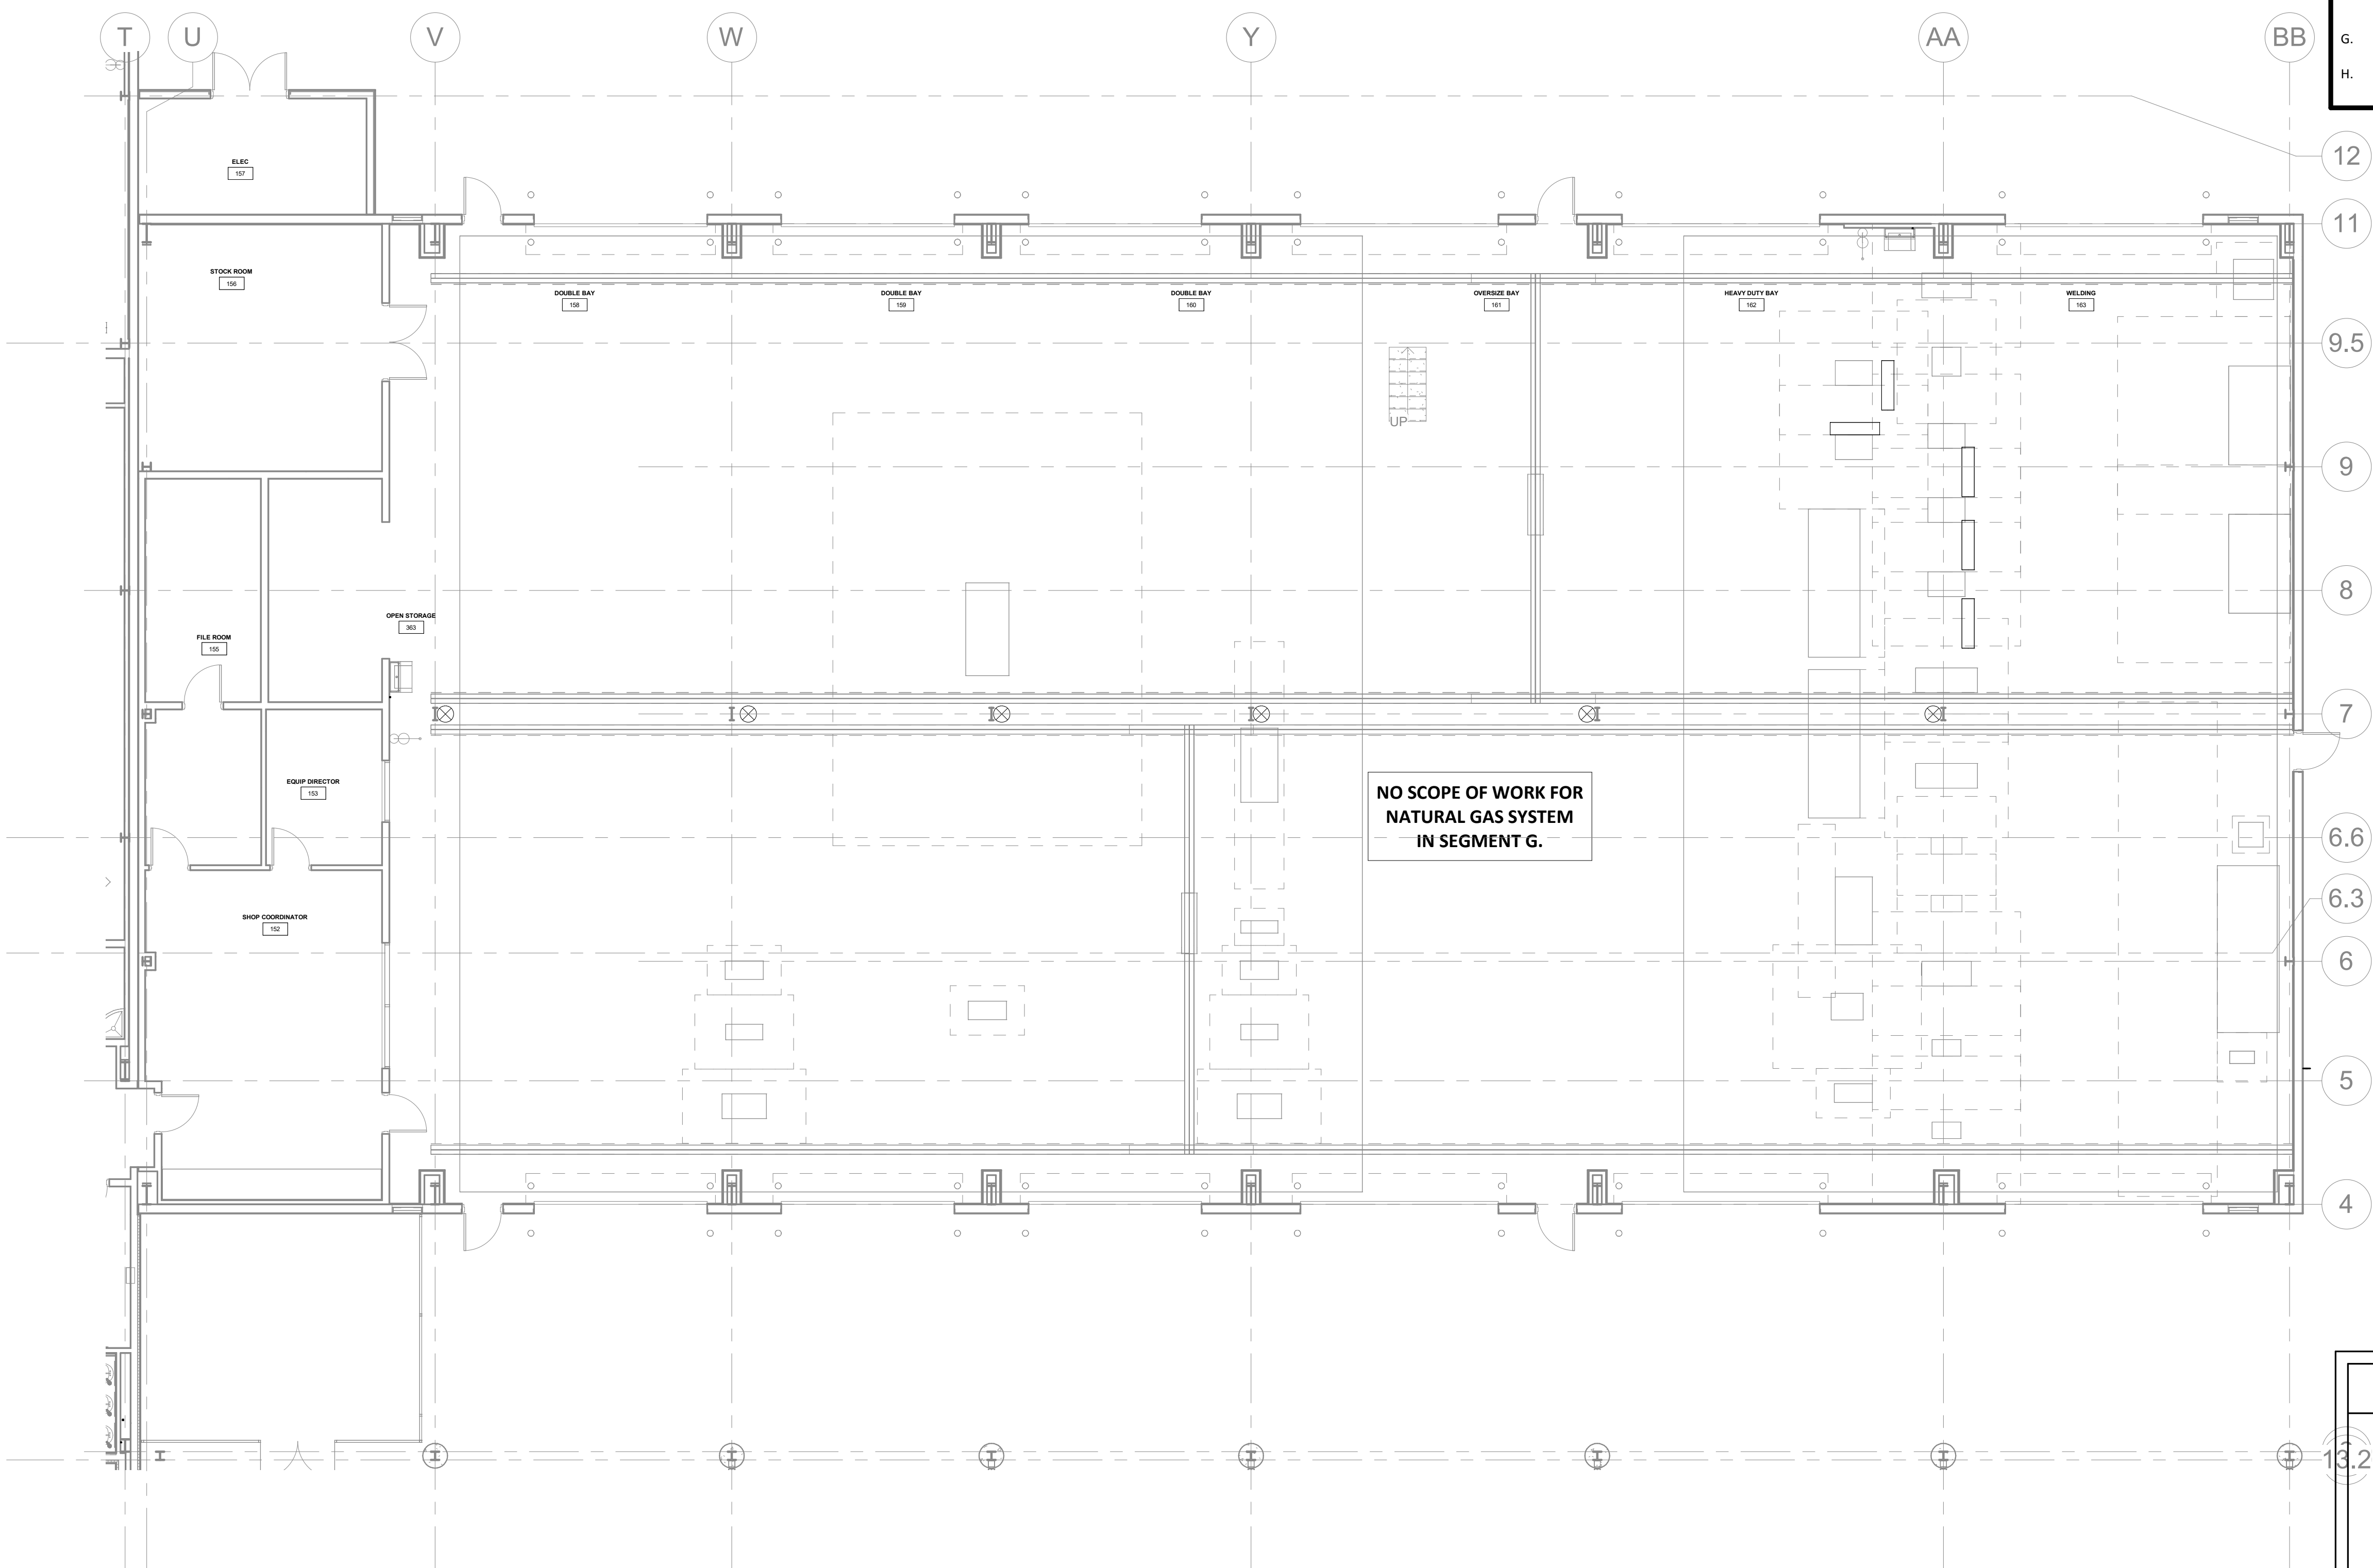 T
U
V
W
Y
AA
BB
G.
H.
12
11
9.5
9
8
7
6.6
6.3
6
5
4
ELEC
157
STOCK ROOM
156
DOUBLE BAY
158
DOUBLE BAY
159
DOUBLE BAY
160
OVERSIZE BAY
161
HEAVY DUTY BAY
162
WELDING
163
UP
OPEN STORAGE
363
FILE ROOM
155
EQUIP DIRECTOR
153
NO SCOPE OF WORK FOR
NATURAL GAS SYSTEM
IN SEGMENT G.
SHOP COORDINATOR
152